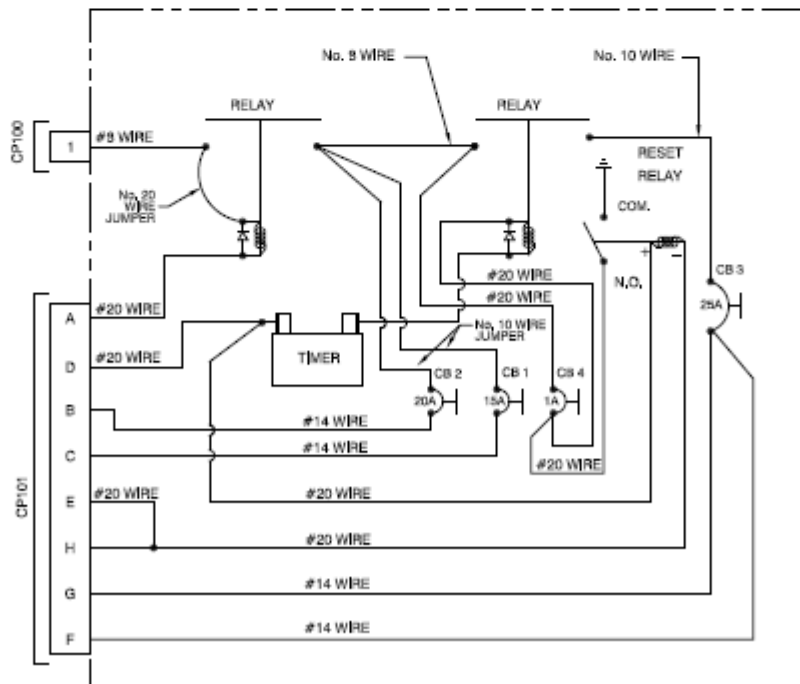 No. 8 WIRE
No. 10 WIRE
RELAY
RELAY
CP100
1
#8 WIRE
RESET
RELAY
No. 20
WIRE
JUMPER
COM.
+
-
N.O.
CB 3
25A
#20 WIRE
#20 WIRE
CP101
A
#20 WIRE
No. 10 WIRE
JUMPER
TIMER
D
#20 WIRE
CB 2
CB 1
CB 4
20A
15A
1A
B
#14 WIRE
C
#14 WIRE
#20 WIRE
E
#20 WIRE
#20 WIRE
H
#20 WIRE
G
#14 WIRE
F
#14 WIRE